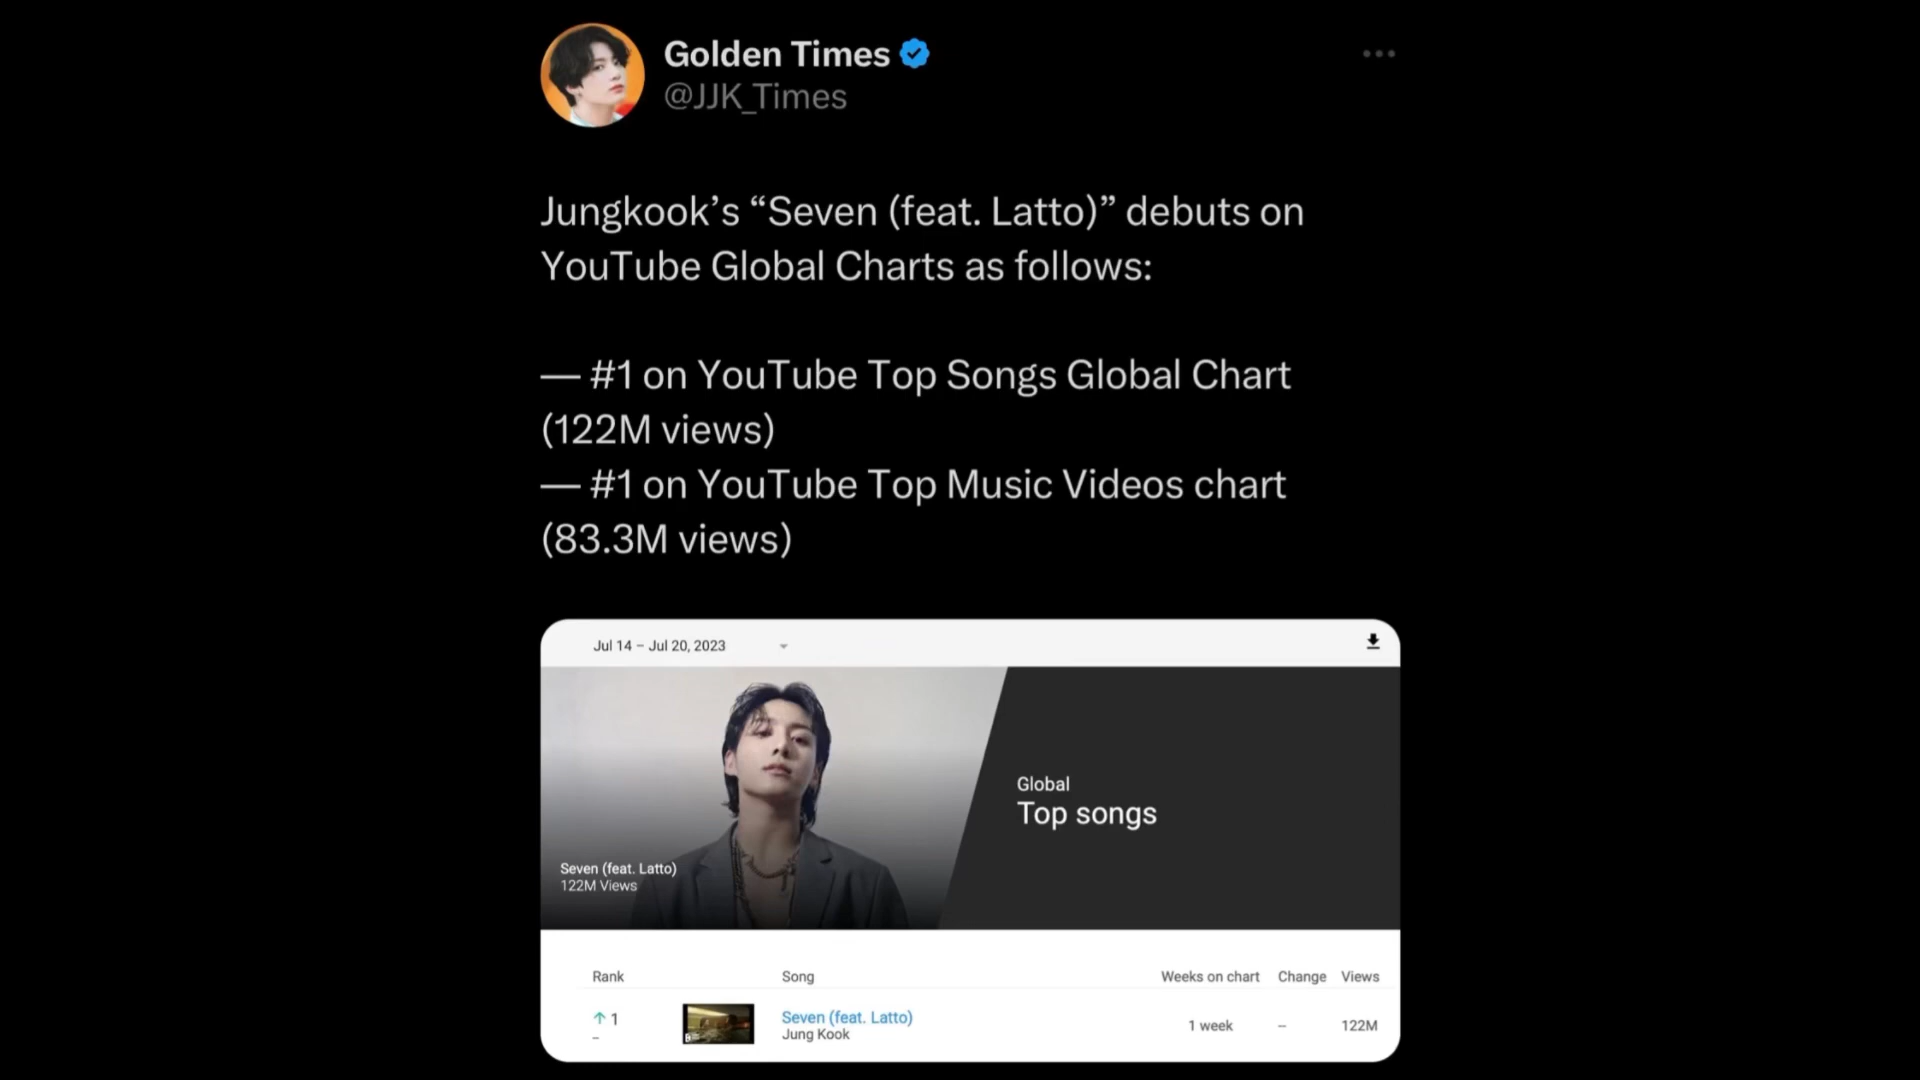 Golden Times
@JJK_Times
Jungkook’s “Seven (feat. Latto)” debuts on
YouTube Global Charts as follows:
— #1 on YouTube Top Songs Global Chart
(122M views)
— #1 on YouTube Top Music Videos chart
(83.3M views)
Jul 14 – Jul 20, 2023
Global
Top songs
Seven (feat. Latto)
122M Views
Rank Song Weeks on chart Change Views
1 Seven (feat. Latto) 1 week – 122M
– Jung Kook